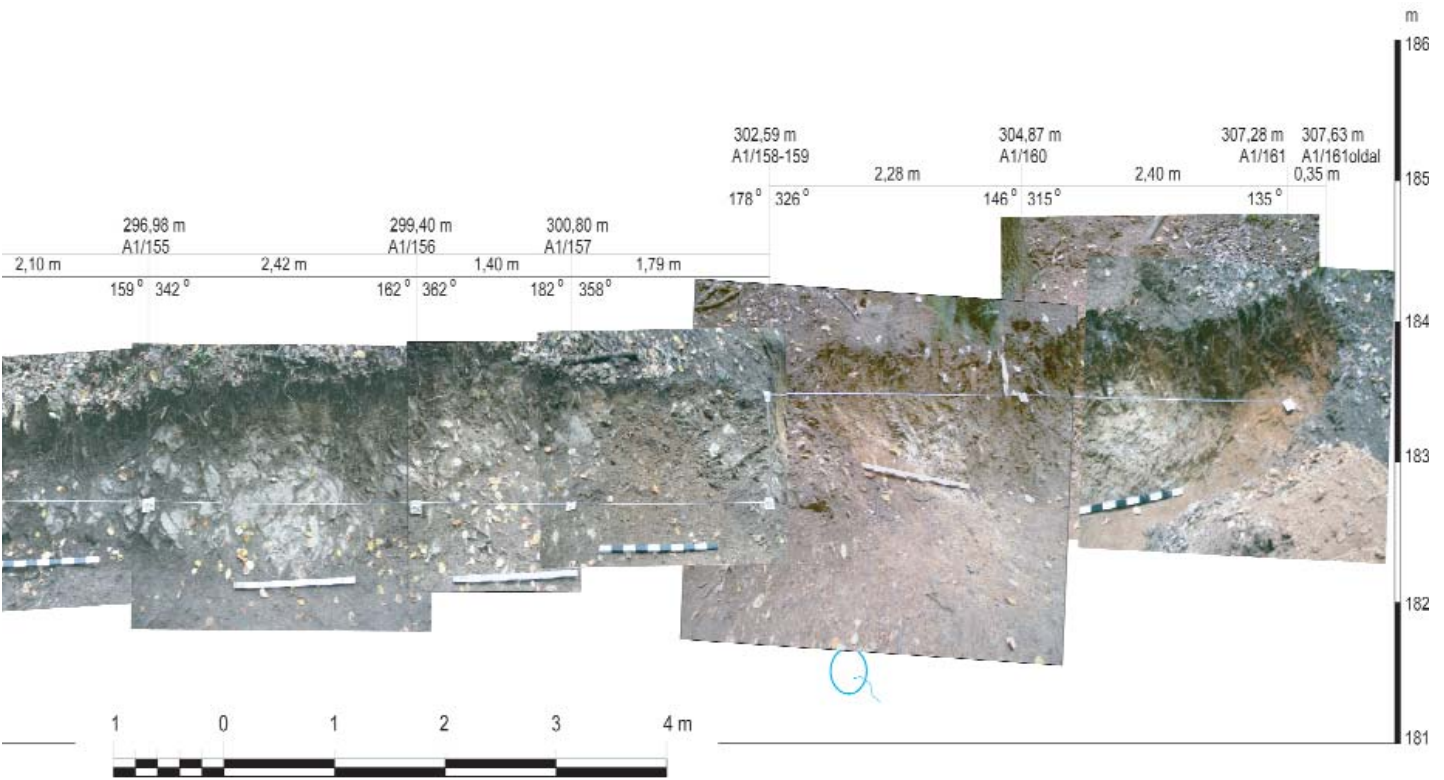 m
186
302,59 m
A1/158-159
304,87 m
A1/160
307,28 m
A1/161
307,63 m
A1/161oldal
2,28 m
2,40 m
0,35 m
185
178° 326°
146° 315°
135°
296,98 m
A1/155
299,40 m
A1/156
300,80 m
A1/157
2,10 m
2,42 m
1,40 m
1,79 m
159° 342°
162° 362°
182° 358°
184
183
182
1 0 1 2 3 4 m
181